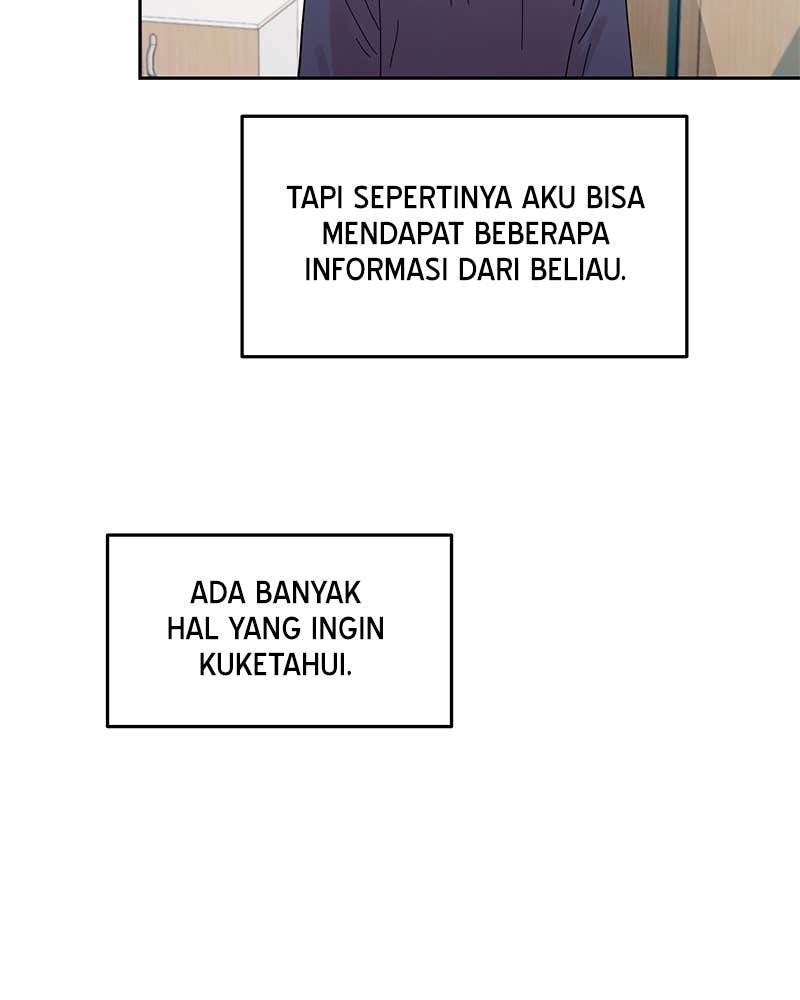 TAPI SEPERTINYA AKU BISA
MENDAPAT BEBERAPA
INFORMASI DARI BELIAU.
ADA BANYAK
HAL YANG INGIN
KUKETAHUI.